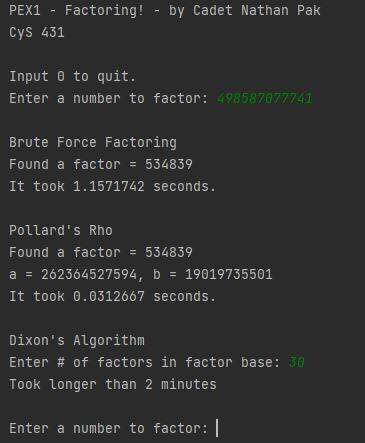 PEX1 - Factoring! - by Cadet Nathan Pak
CyS 431
Input 0 to quit.
Enter a number to factor: 498587077741
Brute Force Factoring
Found a factor = 534839
It took 1.1571742 seconds.
Pollard's Rho
Found a factor = 534839
a = 262364527594, b = 19019735501
It took 0.0312667 seconds.
Dixon's Algorithm
Enter # of factors in factor base: 30
Took longer than 2 minutes
Enter a number to factor: